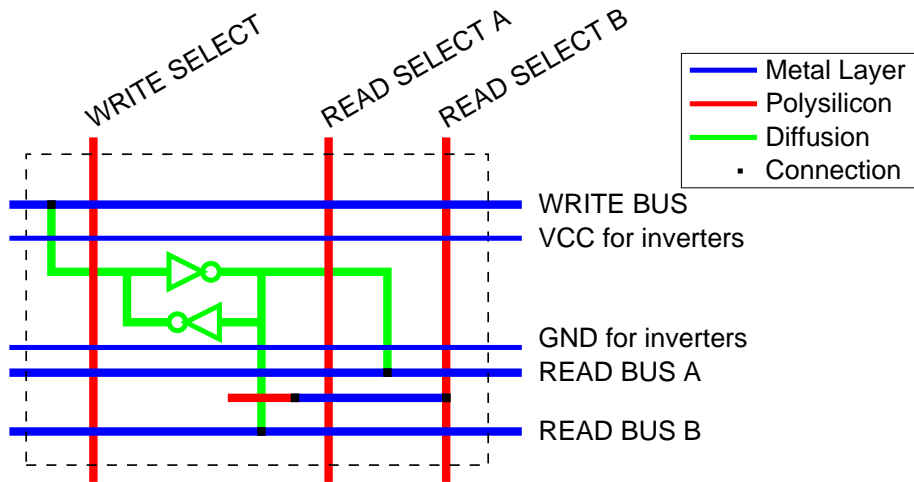 WRITE SELECT
READ SELECT A
READ SELECT B
Metal Layer
Polysilicon
Diffusion
Connection
WRITE BUS
VCC for inverters
GND for inverters
READ BUS A
READ BUS B